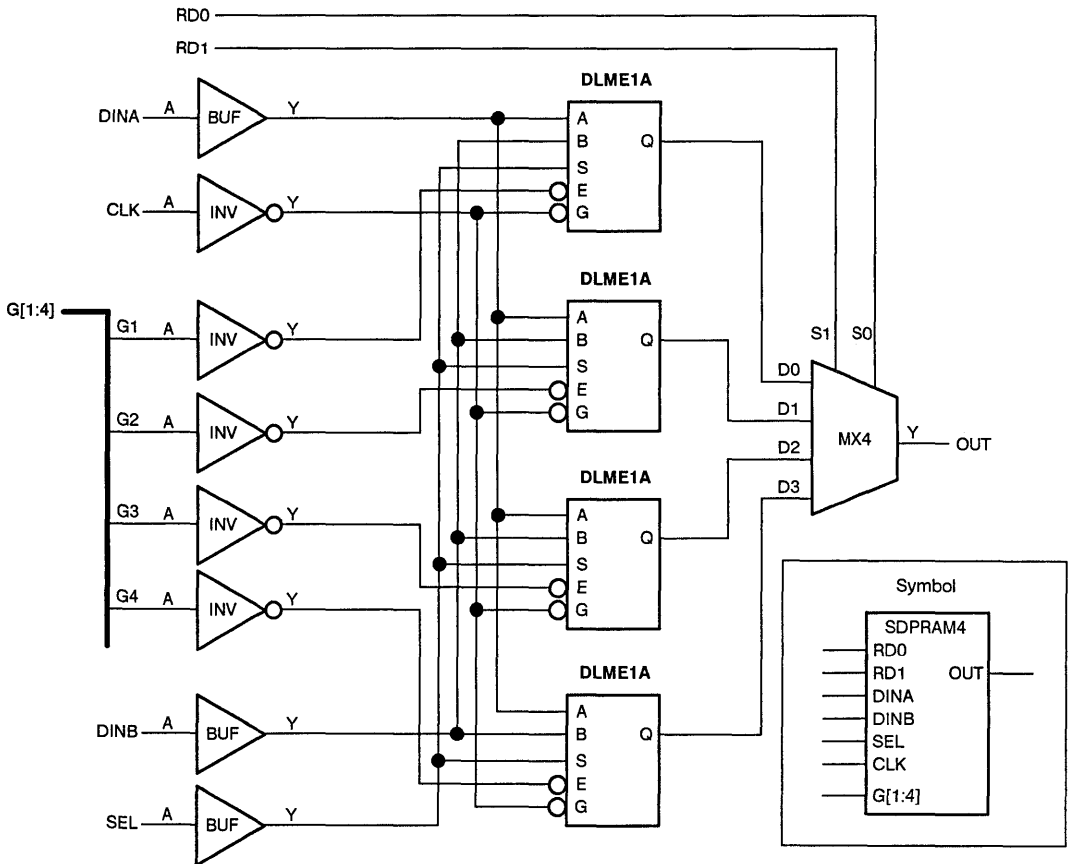 RD0
RD1
DLME1A
DINA A BUF Y
A
B
S
E
G
Q
CLK A INV Y
DLME1A
G[1:4]
G1 A INV Y
A
B
S
E
G
Q
S1 S0
D0
D1
D2
D3
MX4
Y OUT
G2 A INV Y
DLME1A
G3 A INV Y
A
B
S
E
G
Q
G4 A INV Y
DLME1A
DINB A BUF Y
A
B
S
E
G
Q
SEL A BUF Y
Symbol
SDPRAM4
RD0
RD1 OUT
DINA
DINB
SEL
CLK
G[1:4]